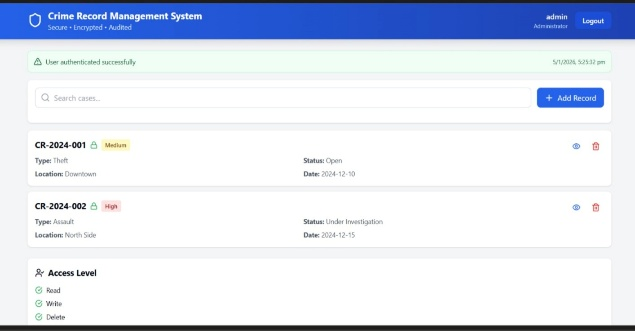 Crime Record Management System
Secure • Encrypted • Audited
admin
Administrator
Logout
User authenticated successfully
5/1/2026, 5:25:32 pm
Search cases...
+ Add Record
CR-2024-001 Medium
Type: Theft
Status: Open
Location: Downtown
Date: 2024-12-10
CR-2024-002 High
Type: Assault
Status: Under Investigation
Location: North Side
Date: 2024-12-15
Access Level
Read
Write
Delete